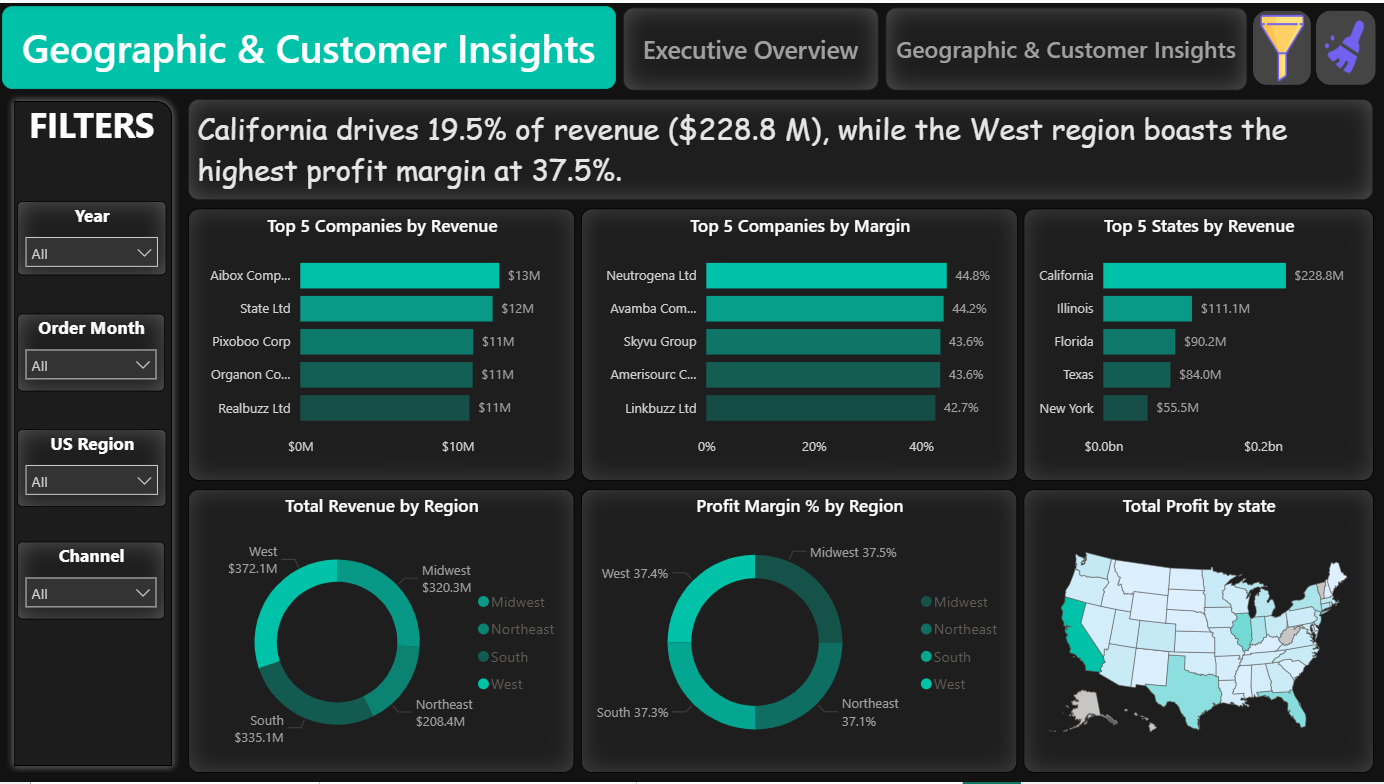 Geographic & Customer Insights
Executive Overview
Geographic & Customer Insights
FILTERS
Year
All
Order Month
All
US Region
All
Channel
All
California drives 19.5% of revenue ($228.8 M), while the West region boasts the
highest profit margin at 37.5%.
Top 5 Companies by Revenue
Aibox Comp... $13M
State Ltd $12M
Pixoboo Corp $11M
Organon Co... $11M
Realbuzz Ltd $11M
$0M $10M
Top 5 Companies by Margin
Neutrogena Ltd 44.8%
Avamba Com... 44.2%
Skyvu Group 43.6%
Amerisourc C... 43.6%
Linkbuzz Ltd 42.7%
0% 20% 40%
Top 5 States by Revenue
California $228.8M
Illinois $111.1M
Florida $90.2M
Texas $84.0M
New York $55.5M
$0.0bn $0.2bn
Total Revenue by Region
West
$372.1M
Midwest
$320.3M
Northeast
$208.4M
South
$335.1M
Midwest
Northeast
South
West
Profit Margin % by Region
Midwest 37.5%
West 37.4%
South 37.3%
Northeast
37.1%
Midwest
Northeast
South
West
Total Profit by state